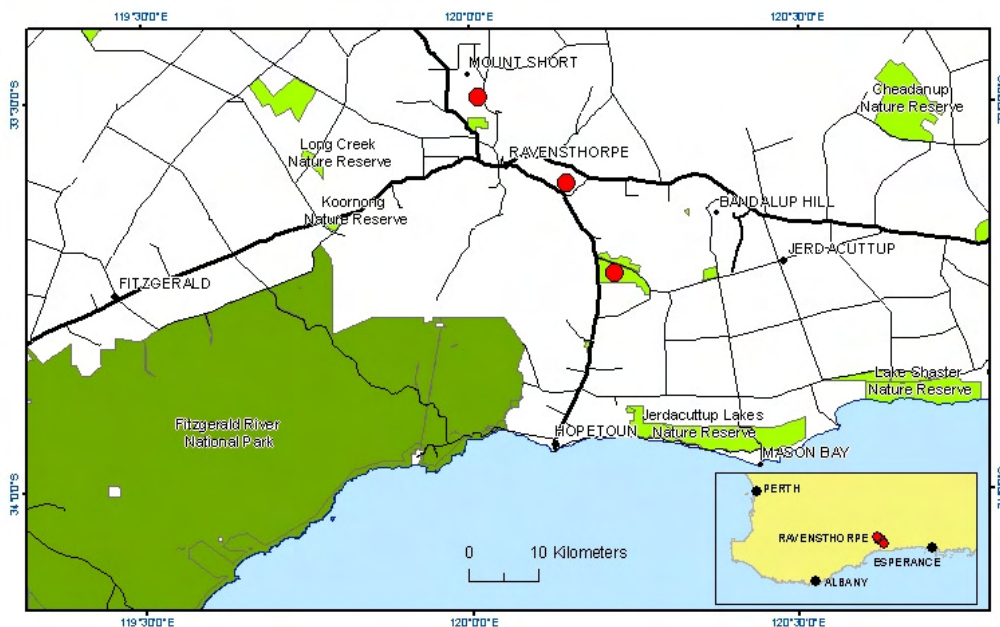 119°30'0"E
120°0'0"E
120°30'0"E
33°30'0"S
MOUNT SHORT
Cheadanup
Nature Reserve
Long Creek
Nature Reserve
RAVENSTHORPE
Koornong
Nature Reserve
BANDALUP HILL
JERDACUTTUP
FITZGERALD
Lake Shaster
Nature Reserve
Fitzgerald River
National Park
Jerdacuttup Lakes
Nature Reserve
HOPETOUN
MASON BAY
34°0'0"S
0 10 Kilometers
PERTH
RAVENSTHORPE
ESPERANCE
ALBANY
119°30'0"E
120°0'0"E
120°30'0"E